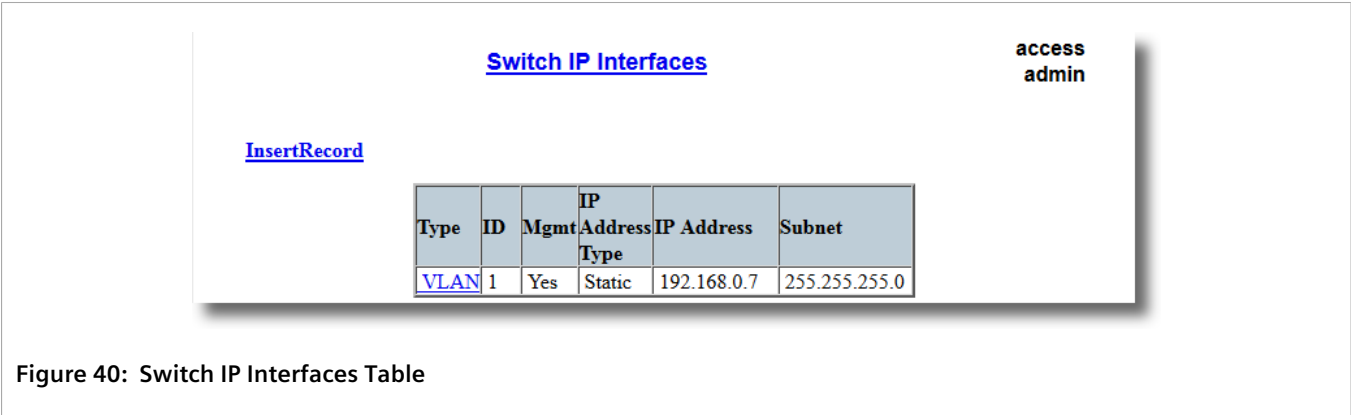 Switch IP Interfaces
access
admin
InsertRecord
Type ID Mgmt IP Address Type IP Address Subnet
VLAN 1 Yes Static 192.168.0.7 255.255.255.0
Figure 40: Switch IP Interfaces Table